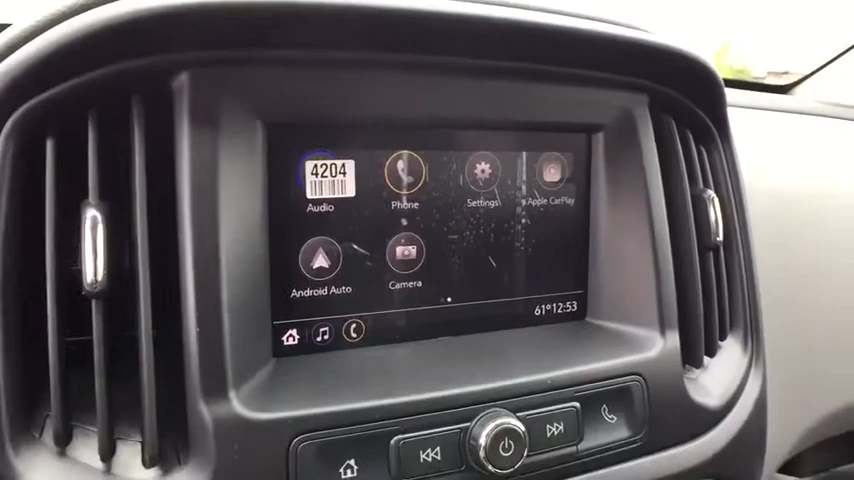 4204
Audio
Phone
Settings
Apple CarPlay
Android Auto
Camera
61° 12:53